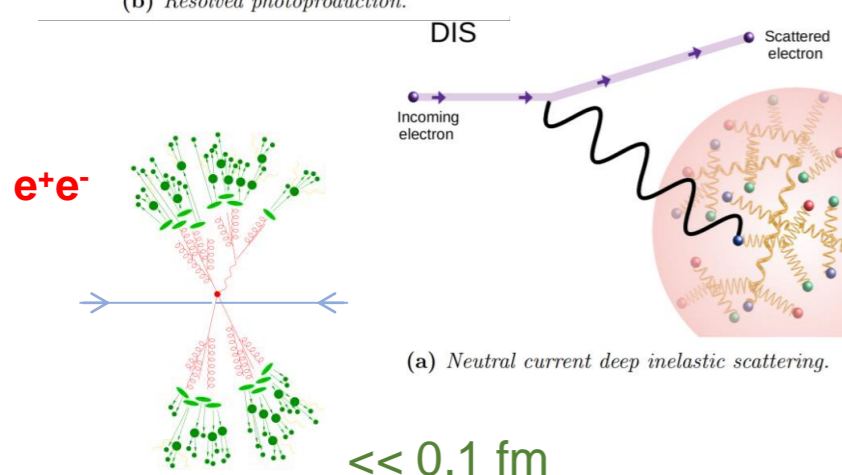 (b) Resolved photoproduction.
DIS
Scattered
electron
Incoming
electron
e⁺e⁻
(a) Neutral current deep inelastic scattering.
<< 0.1 fm